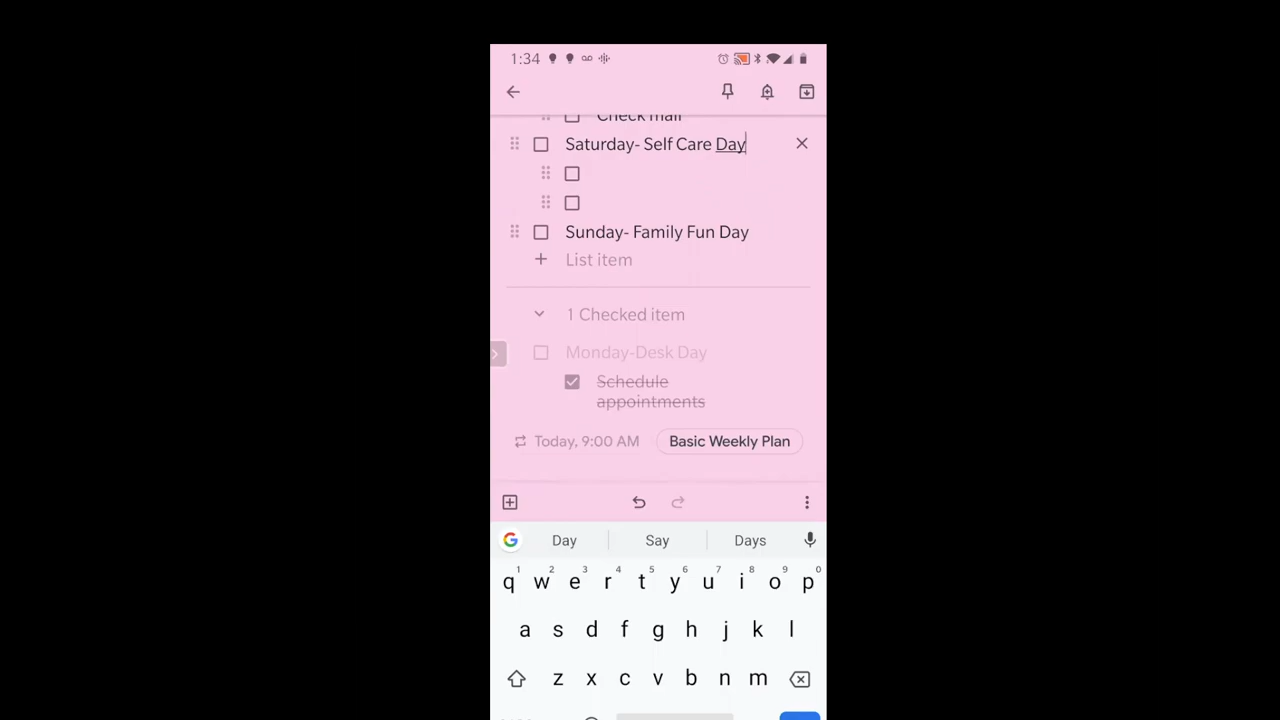 1:34
Check mail
Saturday- Self Care Day
Sunday- Family Fun Day
+ List item
1 Checked item
Monday-Desk Day
Schedule
appointments
Today, 9:00 AM Basic Weekly Plan
G Day Say Days
1 2 3 4 5 6 7 8 9 0
q w e r t y u i o p
a s d f g h j k l
z x c v b n m